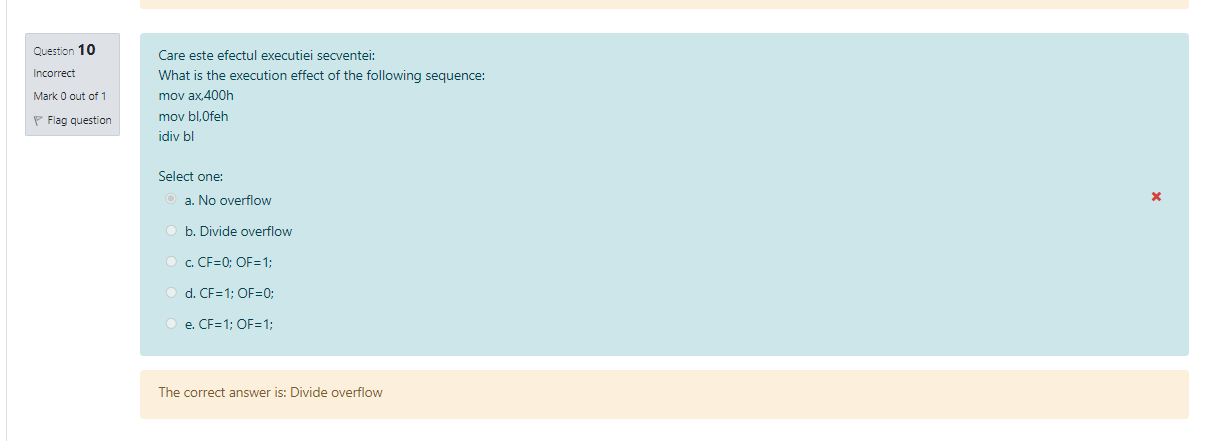 Question 10
Incorrect
Mark 0 out of 1
Flag question
Care este efectul executiei secventei:
What is the execution effect of the following sequence:
mov ax,400h
mov bl,0feh
idiv bl
Select one:
a. No overflow
b. Divide overflow
c. CF=0; OF=1;
d. CF=1; OF=0;
e. CF=1; OF=1;
The correct answer is: Divide overflow